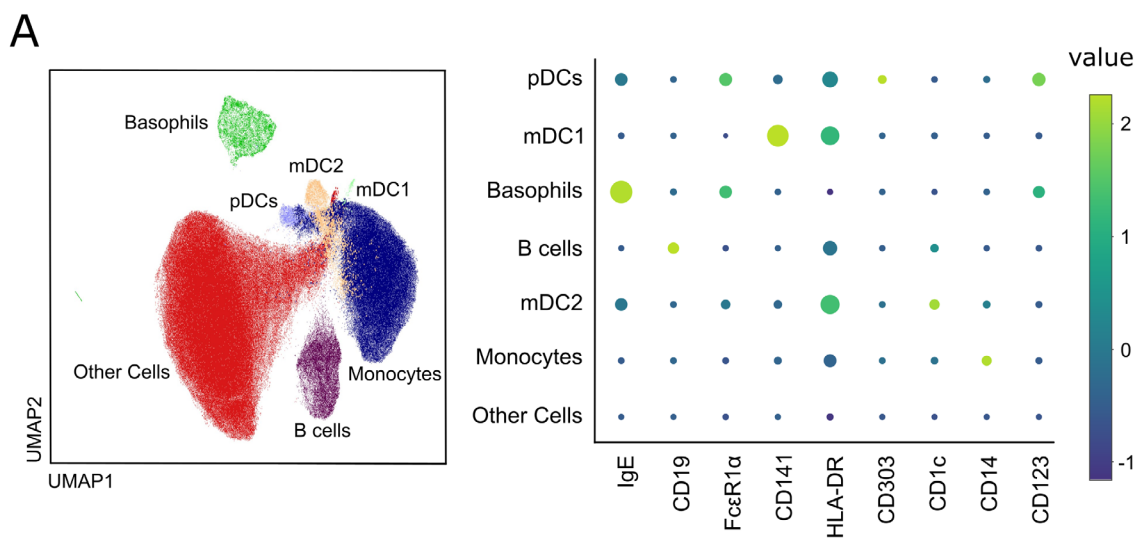 A
Basophils
mDC2
mDC1
pDCs
Other Cells
Monocytes
B cells
UMAP2
UMAP1
pDCs
mDC1
Basophils
B cells
mDC2
Monocytes
Other Cells
IgE
CD19
FcεR1α
CD141
HLA-DR
CD303
CD1c
CD14
CD123
value
2
1
0
-1